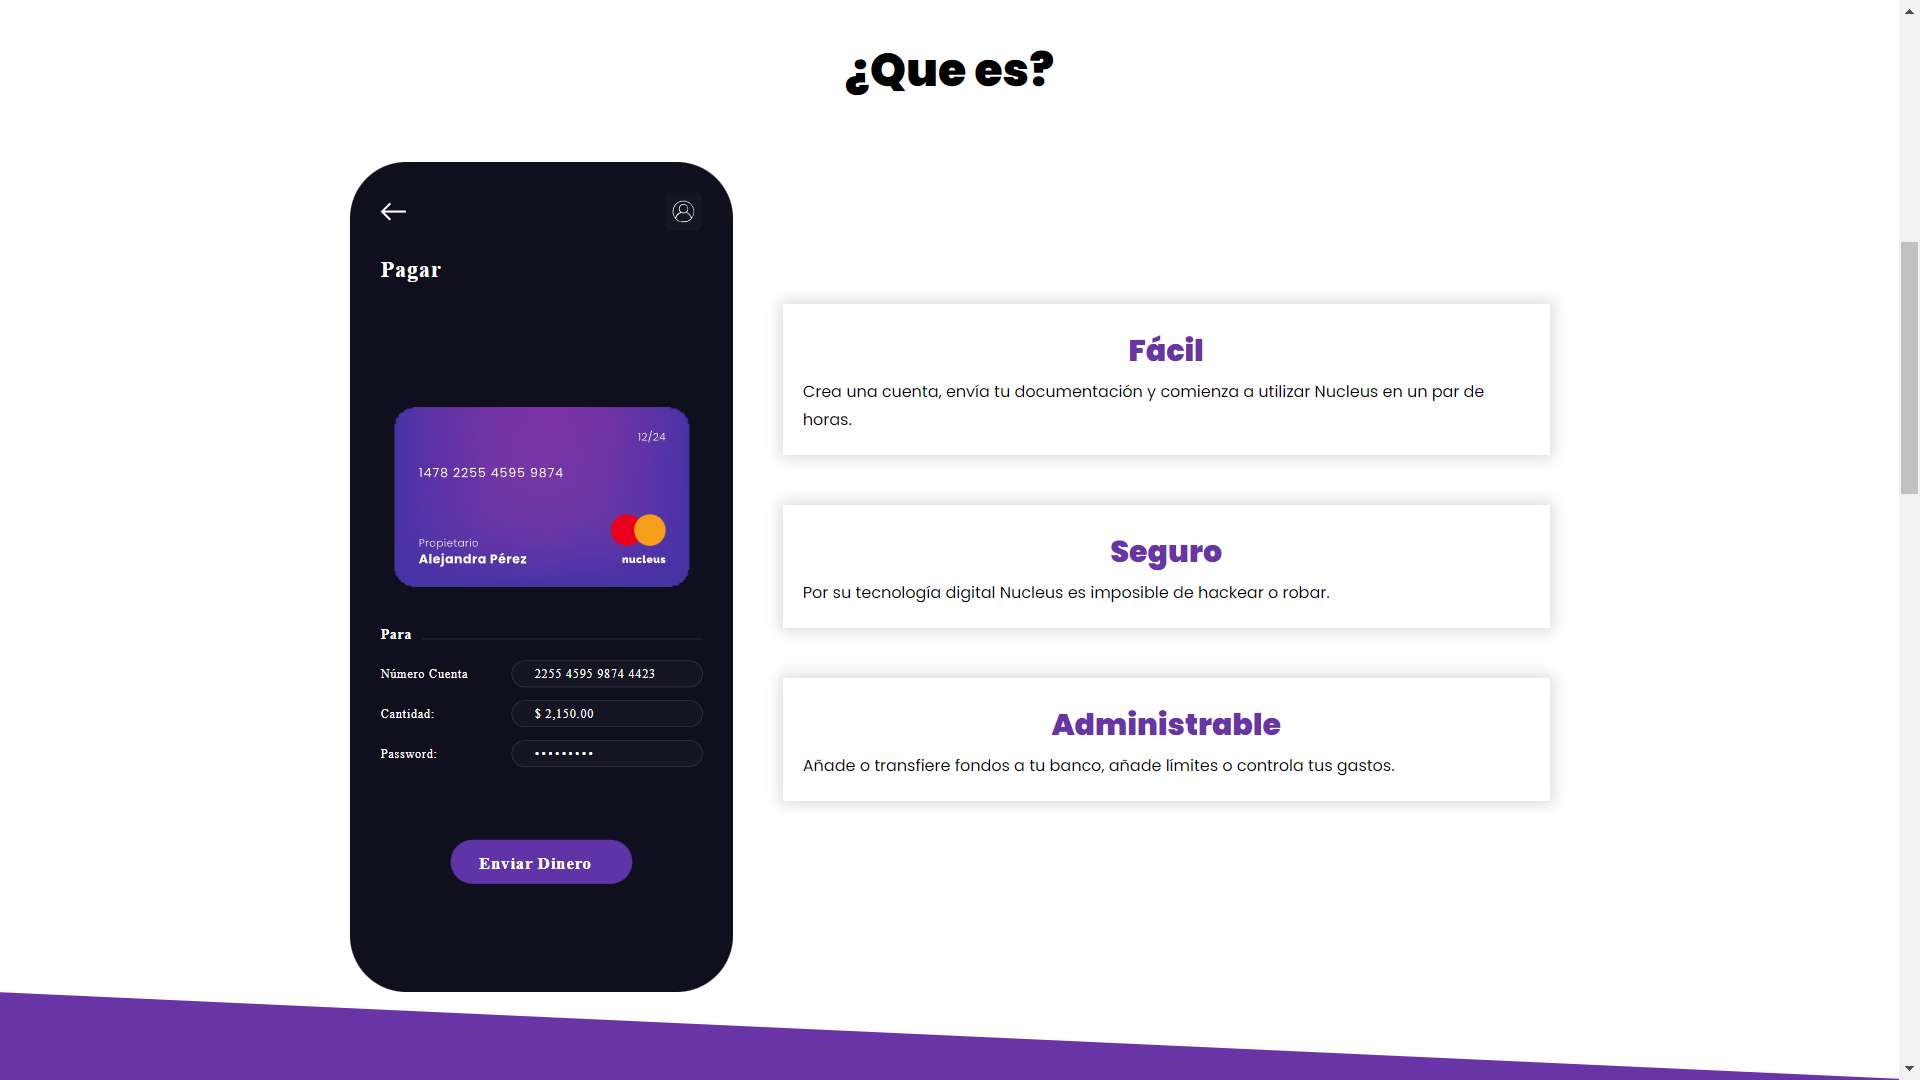 ¿Que es?
Pagar
12/24
1478 2255 4595 9874
Propietario
Alejandra Pérez
nucleus
Para
Número Cuenta
2255 4595 9874 4423
Cantidad:
$ 2,150.00
Password:
•••••••••
Enviar Dinero
Fácil
Crea una cuenta, envía tu documentación y comienza a utilizar Nucleus en un par de
horas.
Seguro
Por su tecnología digital Nucleus es imposible de hackear o robar.
Administrable
Añade o transfiere fondos a tu banco, añade límites o controla tus gastos.